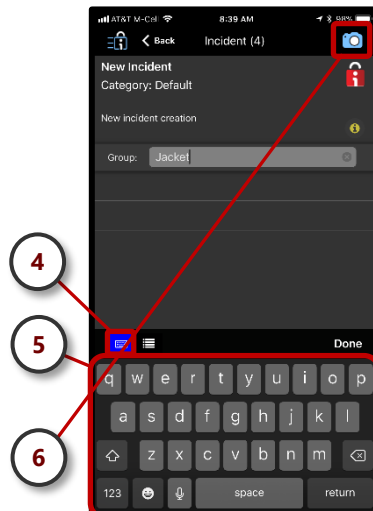 AT&T M-Cell 8:39 AM 98%
Back Incident (4)
New Incident
Category: Default
New incident creation
Group: Jacket
4
Done
5
q w e r t y u i o p
a s d f g h j k l
6
z x c v b n m
123 space return